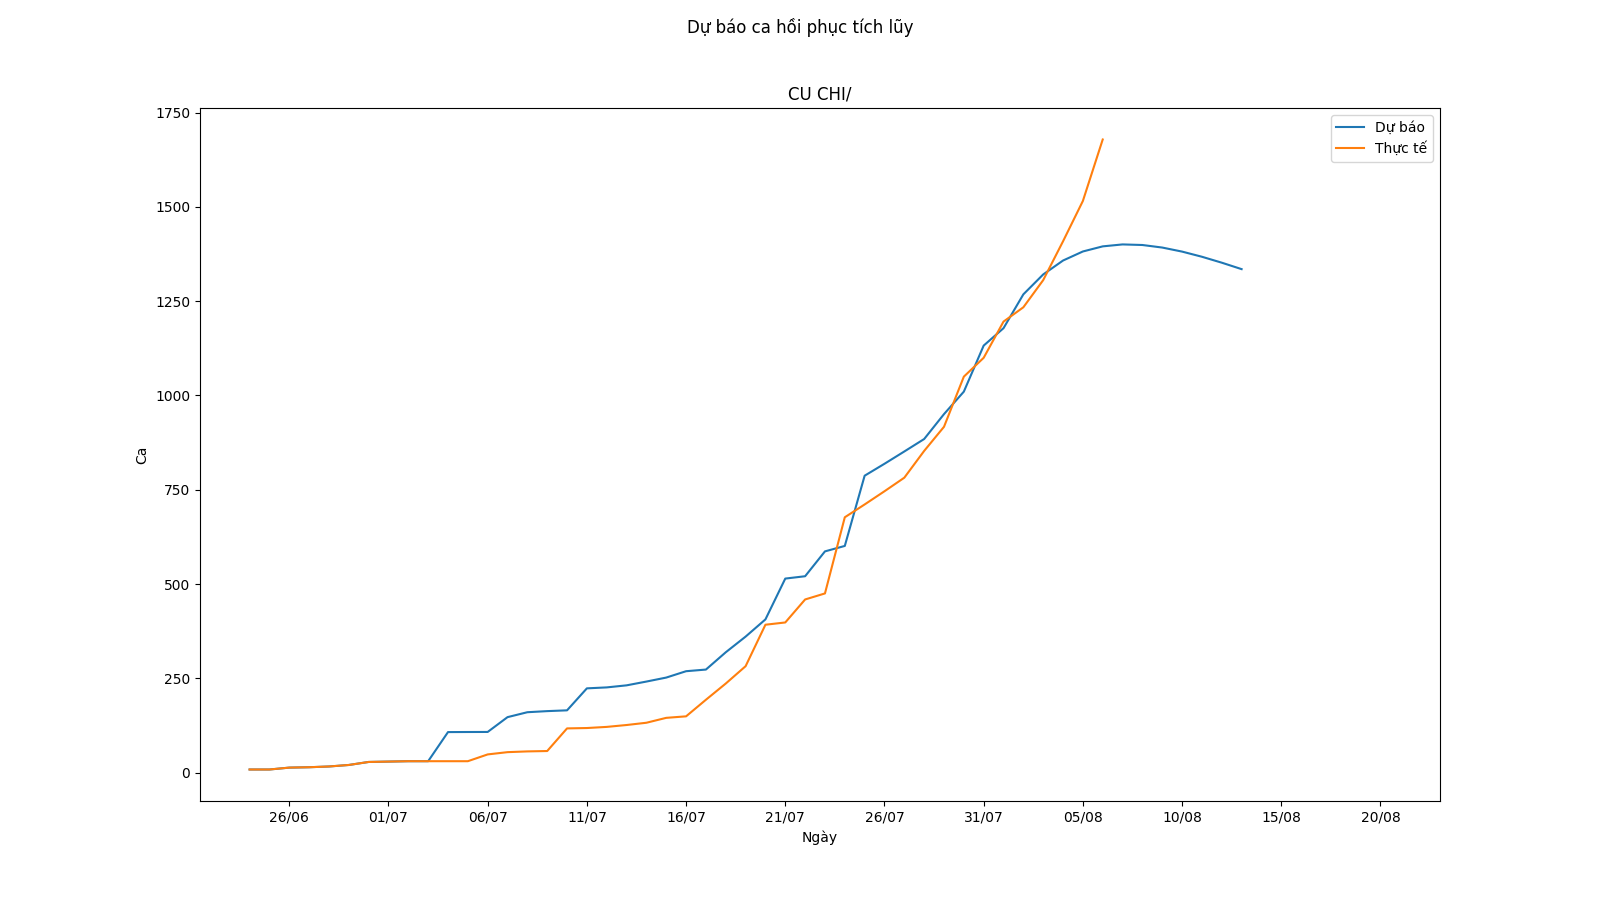 Dự báo ca hồi phục tích lũy
CU CHI/
1750
1500
1250
1000
750
500
250
0
Ca
Dự báo
Thực tế
26/06 01/07 06/07 11/07 16/07 21/07 26/07 31/07 05/08 10/08 15/08 20/08
Ngày